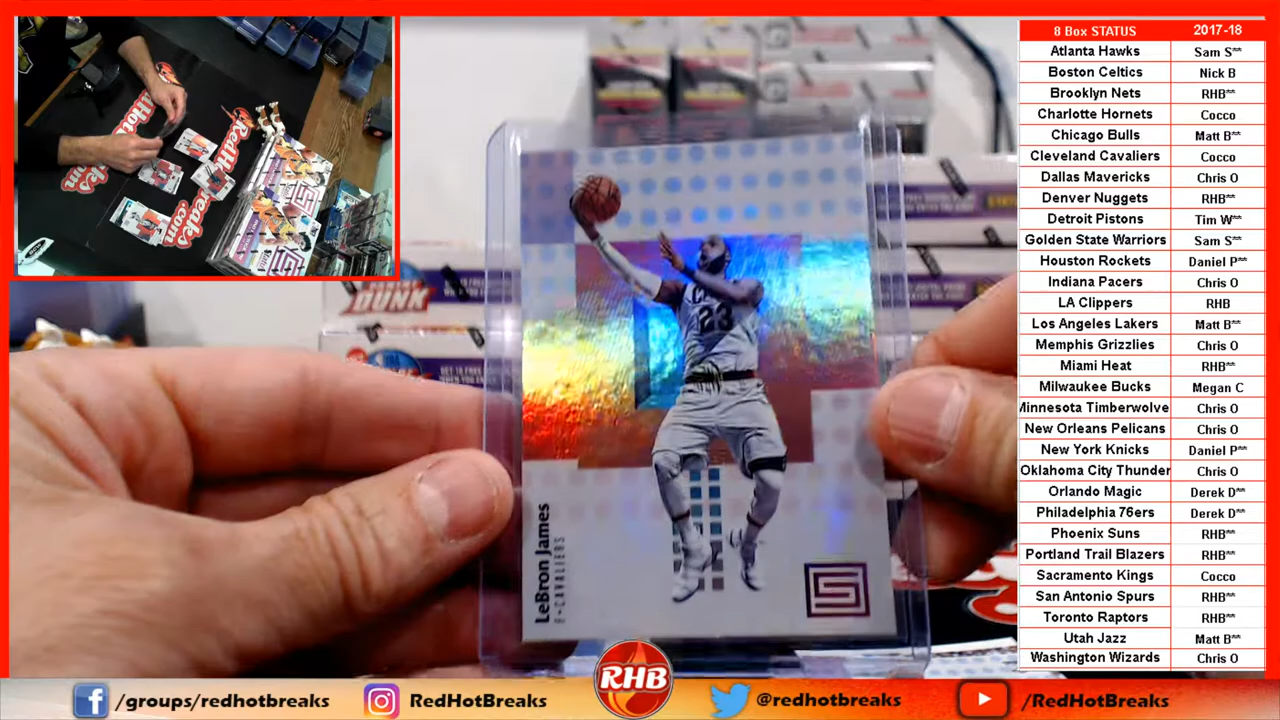 8 Box STATUS 2017-18
Atlanta Hawks Sam S**
Boston Celtics Nick B
Brooklyn Nets RHB**
Charlotte Hornets Cocco
Chicago Bulls Matt B**
Cleveland Cavaliers Cocco
Dallas Mavericks Chris O
Denver Nuggets RHB**
Detroit Pistons Tim W**
Golden State Warriors Sam S**
Houston Rockets Daniel P**
Indiana Pacers Chris O
LA Clippers RHB
Los Angeles Lakers Matt B**
Memphis Grizzlies Chris O
Miami Heat RHB**
Milwaukee Bucks Megan C
Minnesota Timberwolve Chris O
New Orleans Pelicans Chris O
New York Knicks Daniel P**
Oklahoma City Thunder Chris O
Orlando Magic Derek D**
Philadelphia 76ers Derek D**
Phoenix Suns RHB**
Portland Trail Blazers RHB**
Sacramento Kings Cocco
San Antonio Spurs RHB**
Toronto Raptors RHB**
Utah Jazz Matt B**
Washington Wizards Chris O
DUNK
23
LeBron James
F-CAVALIERS
RHB
/groups/redhotbreaks
RedHotBreaks
@redhotbreaks
/RedHotBreaks